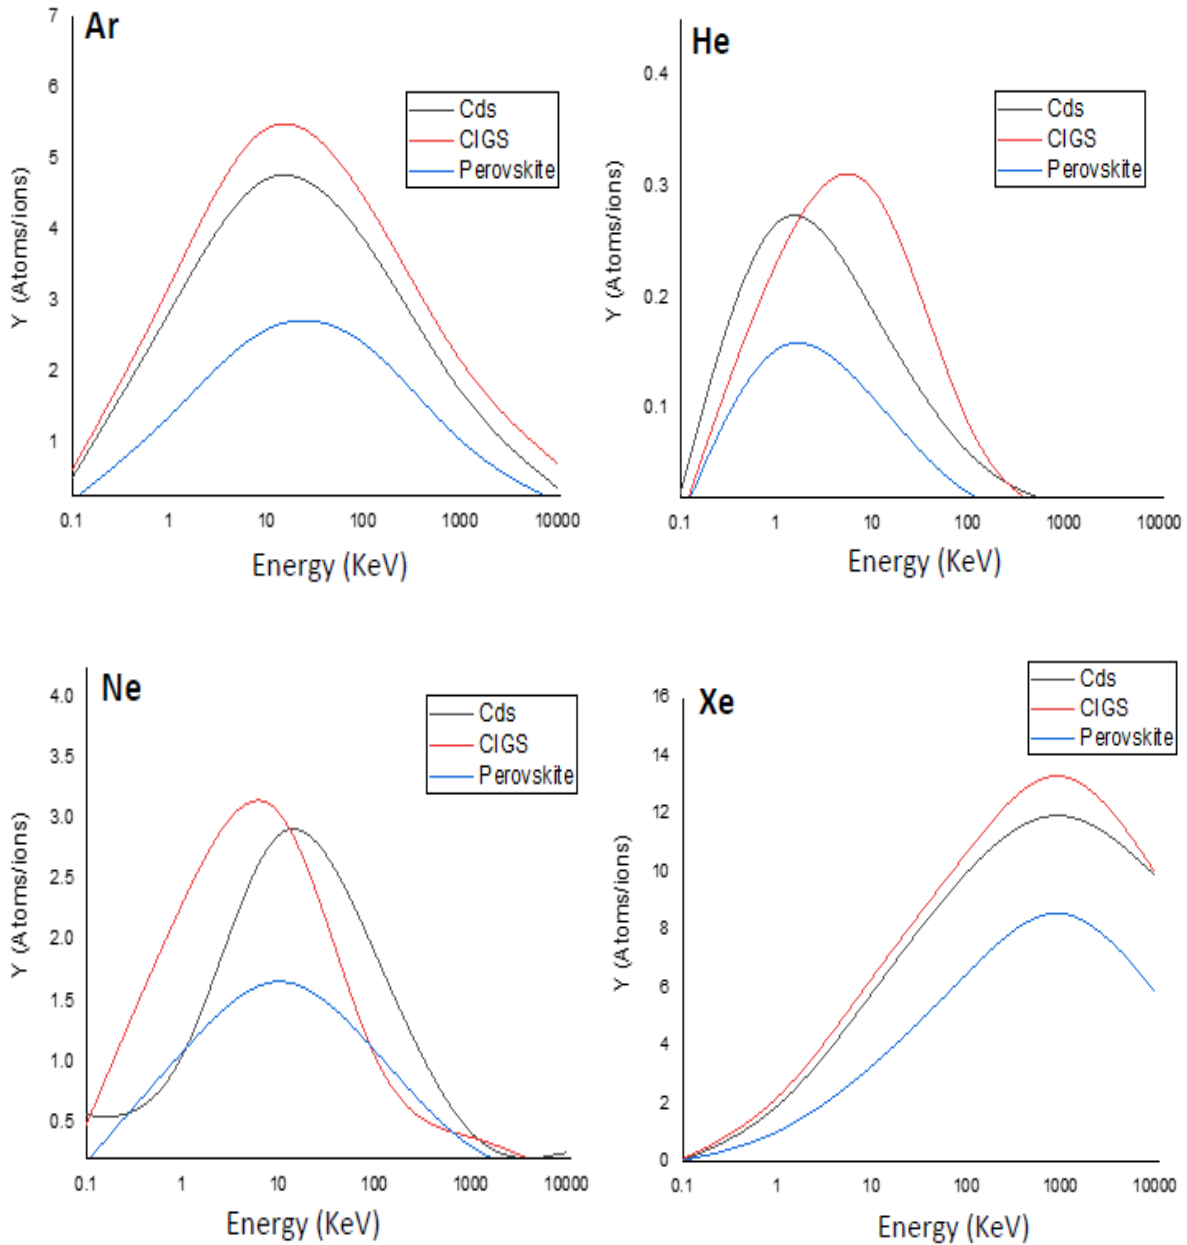 Ar
7
6
5
4
3
2
1
Y (Atoms/ions)
Cds
CIGS
Perovskite
0.1 1 10 100 1000 10000
Energy (KeV)
He
0.4
0.3
0.2
0.1
Y (Atoms/ions)
Cds
CIGS
Perovskite
0.1 1 10 100 1000 10000
Energy (KeV)
Ne
4.0
3.5
3.0
2.5
2.0
1.5
1.0
0.5
Y (Atoms/ions)
Cds
CIGS
Perovskite
0.1 1 10 100 1000 10000
Energy (KeV)
Xe
16
14
12
10
8
6
4
2
0
Y (Atoms/ions)
Cds
CIGS
Perovskite
0.1 1 10 100 1000 10000
Energy (KeV)